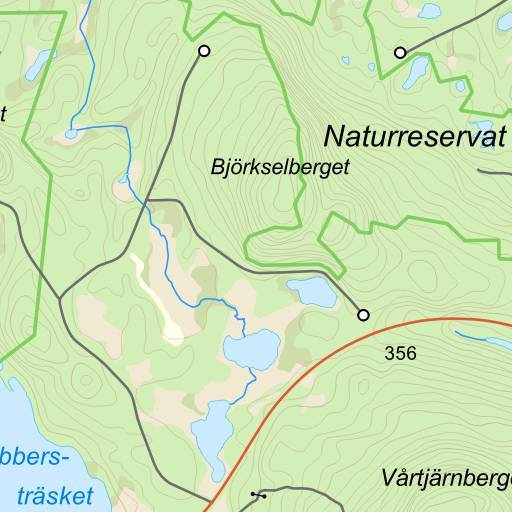 t
Naturreservat
Björkselberget
356
bbers-
träsket
Vårtjärnberge